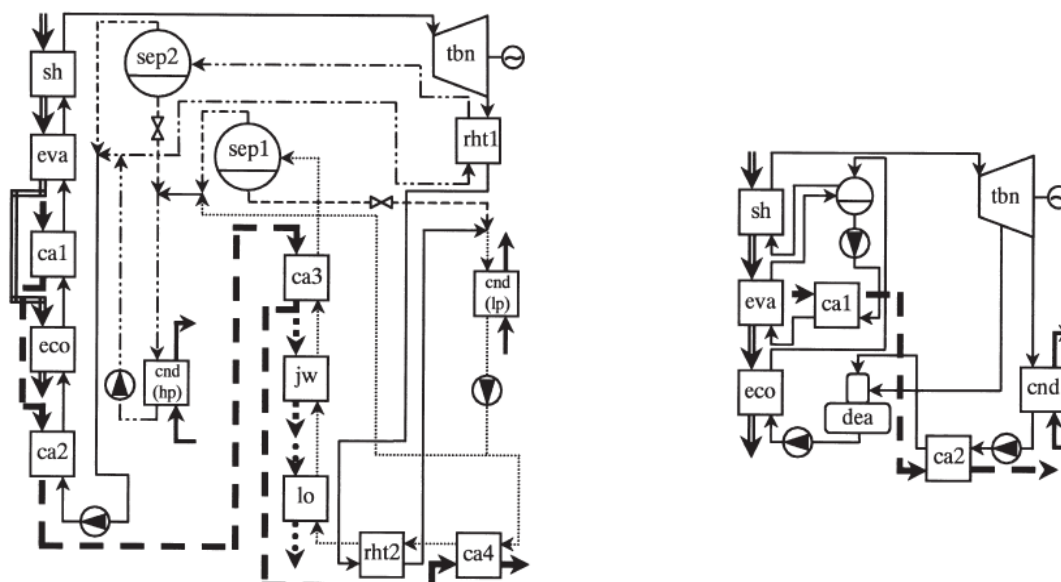 sh
sep2
tbn
~
eva
sep1
rht1
ca1
ca3
cnd
(lp)
eco
cnd
(hp)
jw
ca2
lo
rht2
ca4
tbn
~
sh
eva
ca1
eco
dea
cnd
ca2